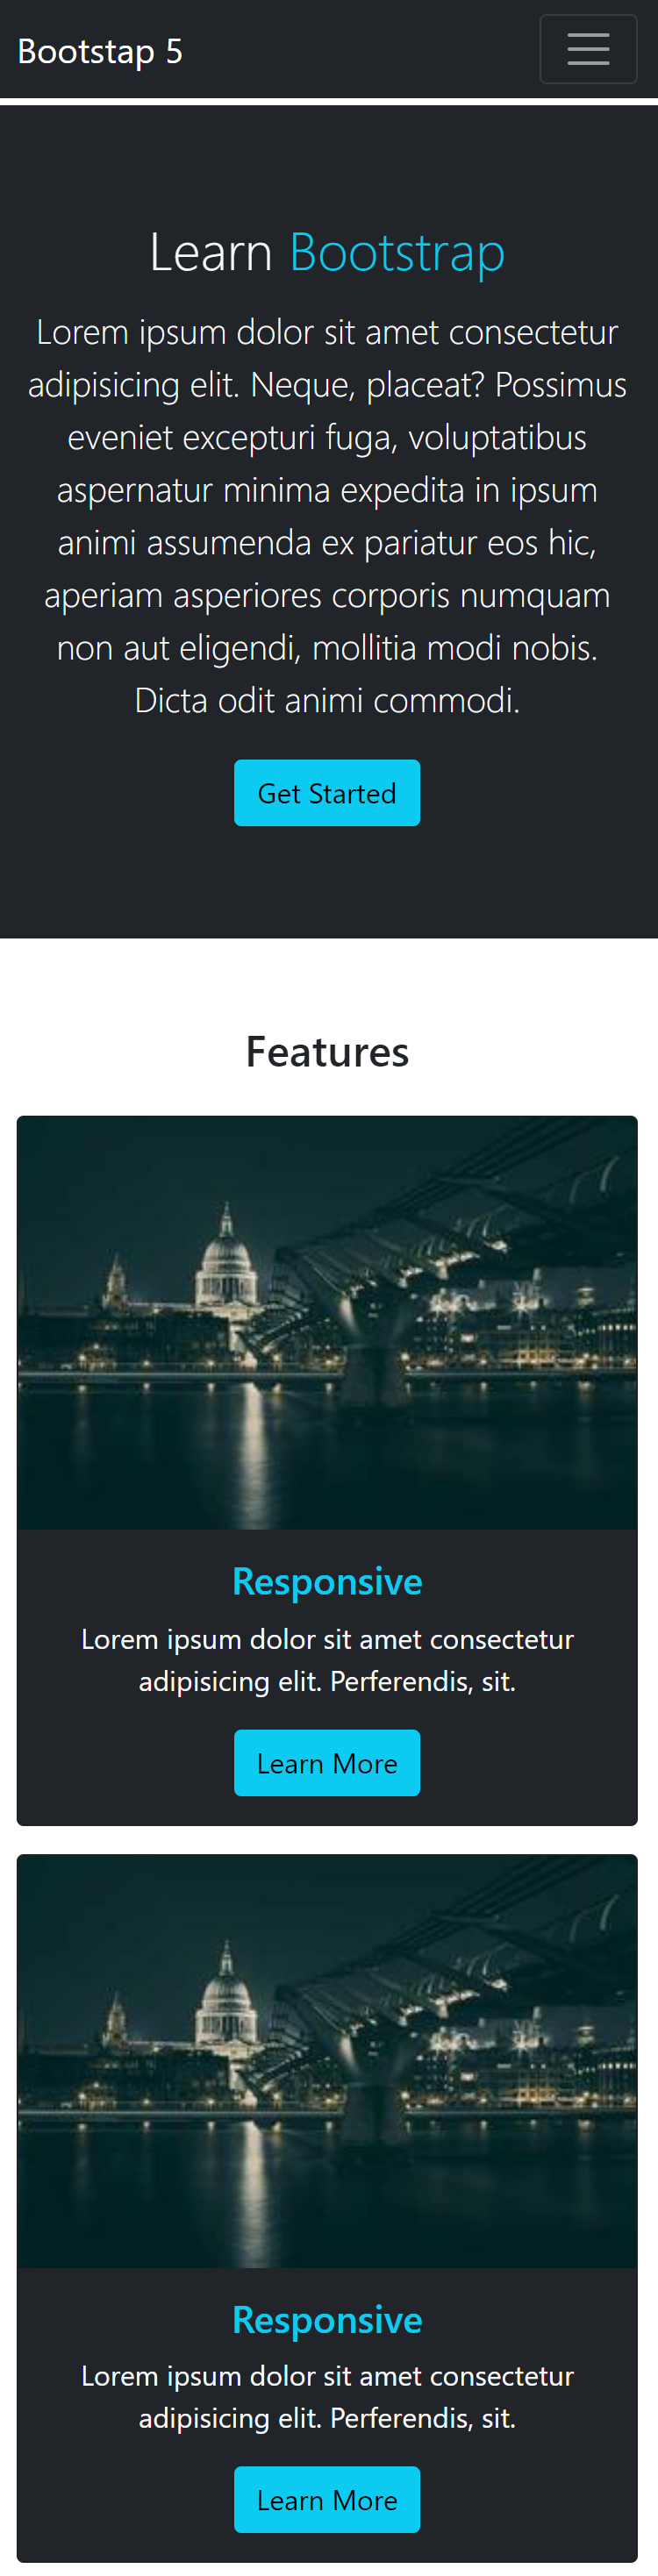 Bootstap 5
Learn Bootstrap
Lorem ipsum dolor sit amet consectetur
adipisicing elit. Neque, placeat? Possimus
eveniet excepturi fuga, voluptatibus
aspernatur minima expedita in ipsum
animi assumenda ex pariatur eos hic,
aperiam asperiores corporis numquam
non aut eligendi, mollitia modi nobis.
Dicta odit animi commodi.
Get Started
Features
Responsive
Lorem ipsum dolor sit amet consectetur
adipisicing elit. Perferendis, sit.
Learn More
Responsive
Lorem ipsum dolor sit amet consectetur
adipisicing elit. Perferendis, sit.
Learn More